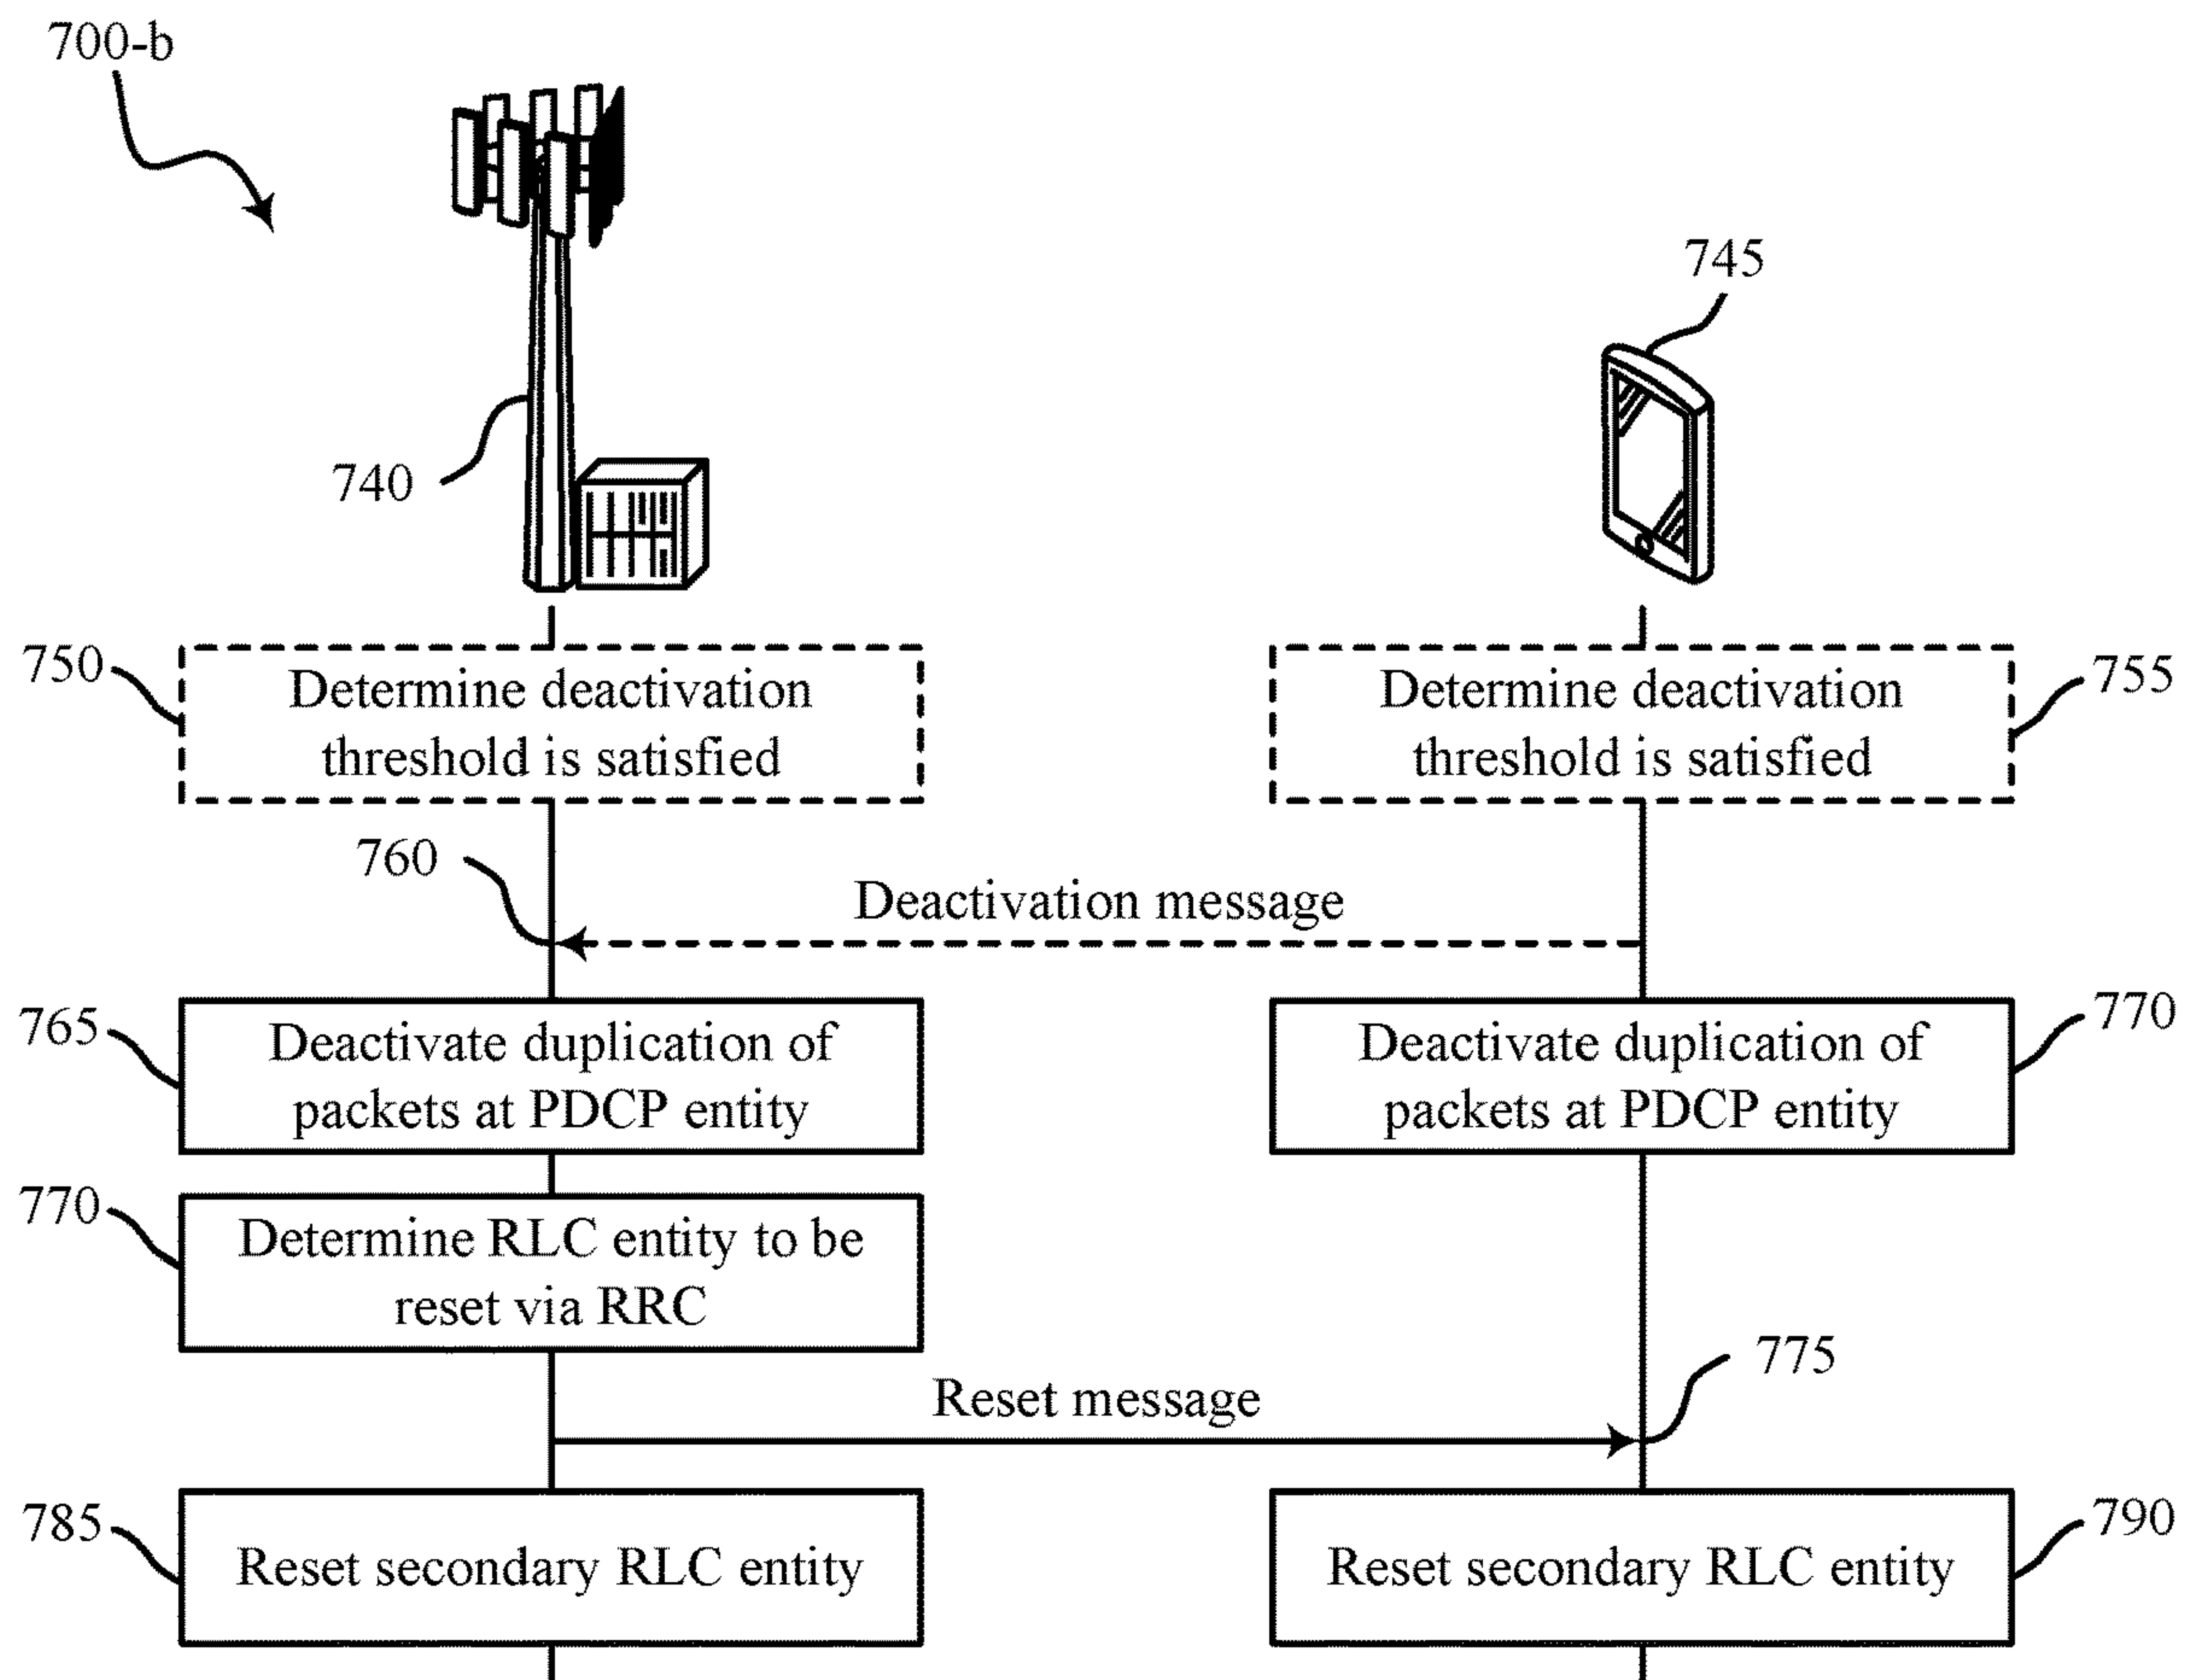 700-b
745
740
750
Determine deactivation
threshold is satisfied
Determine deactivation
threshold is satisfied
755
760
Deactivation message
765
Deactivate duplication of
packets at PDCP entity
Deactivate duplication of
packets at PDCP entity
770
770
Determine RLC entity to be
reset via RRC
775
Reset message
785
Reset secondary RLC entity
Reset secondary RLC entity
790